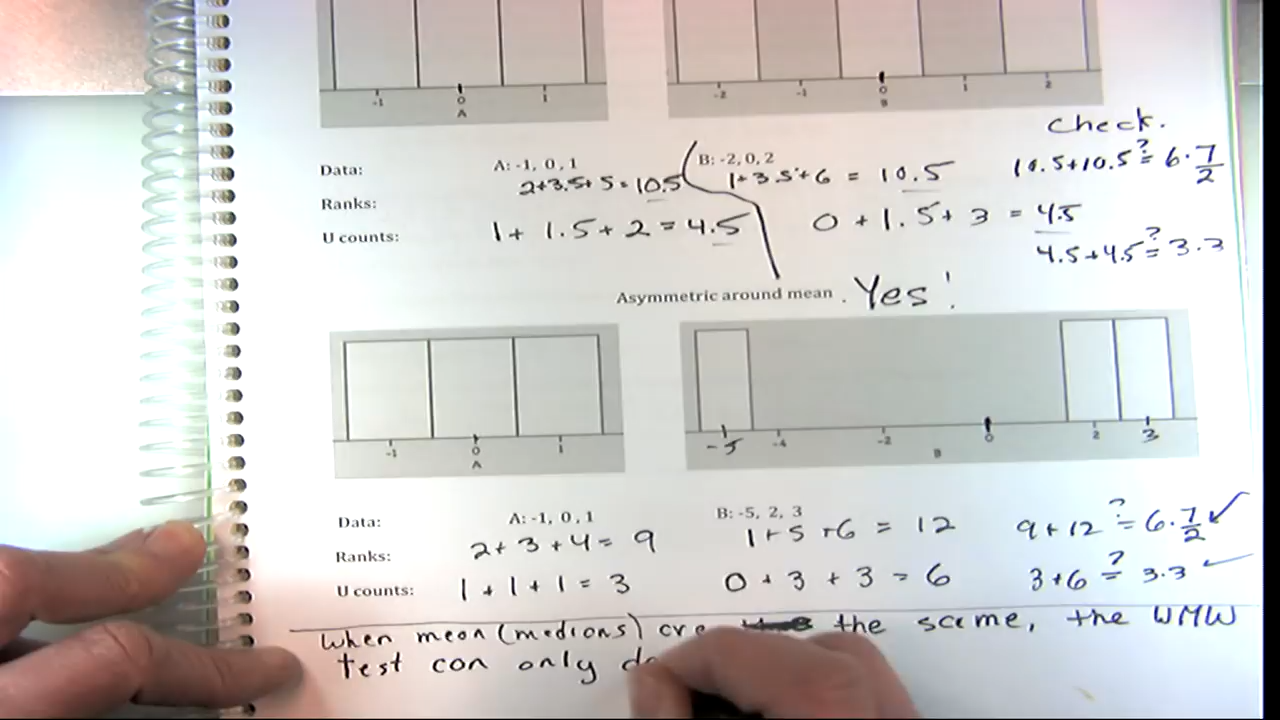 -1 0 1
A
-2 -1 0 1 2
B
check.
Data: A: -1, 0, 1 B: -2, 0, 2
10.5+10.5 ?= 6·7/2
Ranks: 2+3.5+5=10.5 1+3.5+6 = 10.5
U counts: 1+ 1.5+2=4.5 0 +1.5+ 3 = 4.5
4.5+4.5 ?= 3.3
Asymmetric around mean. Yes!
-1 0 1
A
-5 -4 -2 0 2 3
B
Data: A: -1, 0, 1 B: -5, 2, 3
Ranks: 2+3+4= 9 1+5+6 = 12 9+12 ?= 6·7/2 ✓
U counts: 1+1+1=3 0+3+3=6 3+6 ?= 3.3 ✓
When mean (medions) are the same, the WMW
test can only